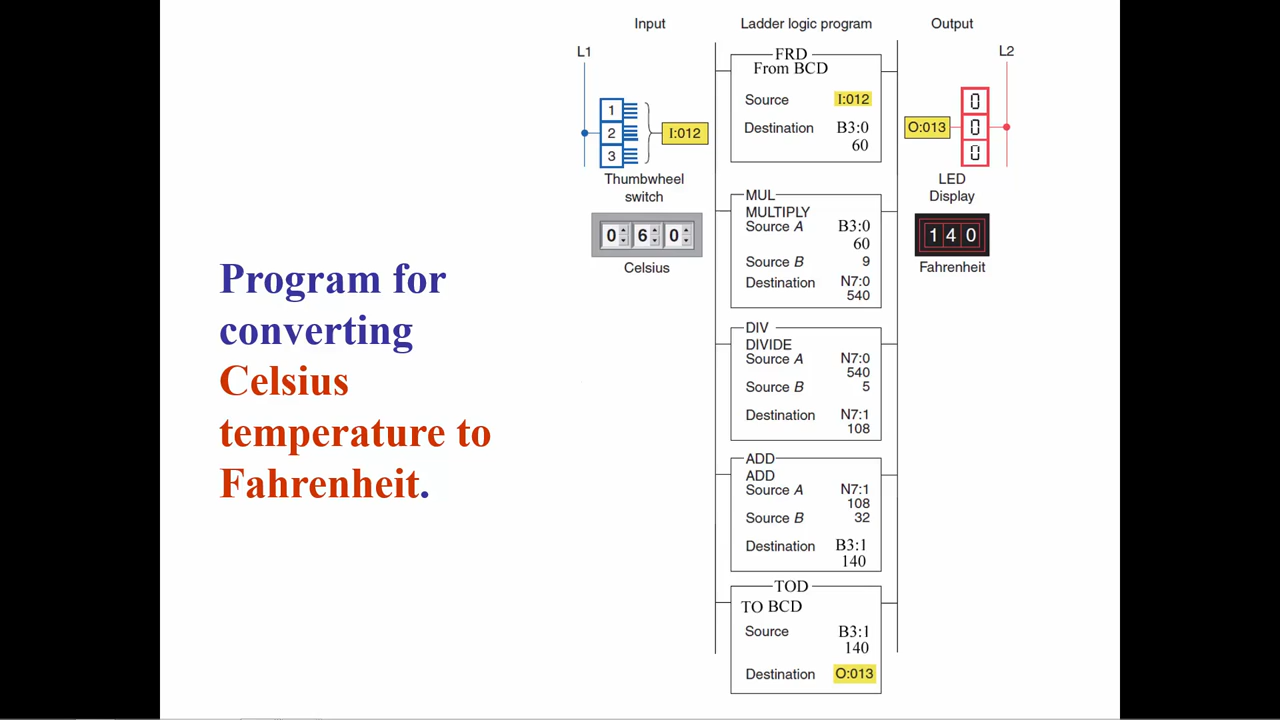 Program for
converting
Celsius
temperature to
Fahrenheit.
Input
L1
1
2
3
I:012
Thumbwheel
switch
0 6 0
Celsius
Ladder logic program
FRD
From BCD
Source I:012
Destination B3:0
60
MUL
MULTIPLY
Source A B3:0
60
Source B 9
Destination N7:0
540
DIV
DIVIDE
Source A N7:0
540
Source B 5
Destination N7:1
108
ADD
ADD
Source A N7:1
108
Source B 32
Destination B3:1
140
TOD
TO BCD
Source B3:1
140
Destination O:013
Output
L2
O:013
0
0
0
LED
Display
1 4 0
Fahrenheit